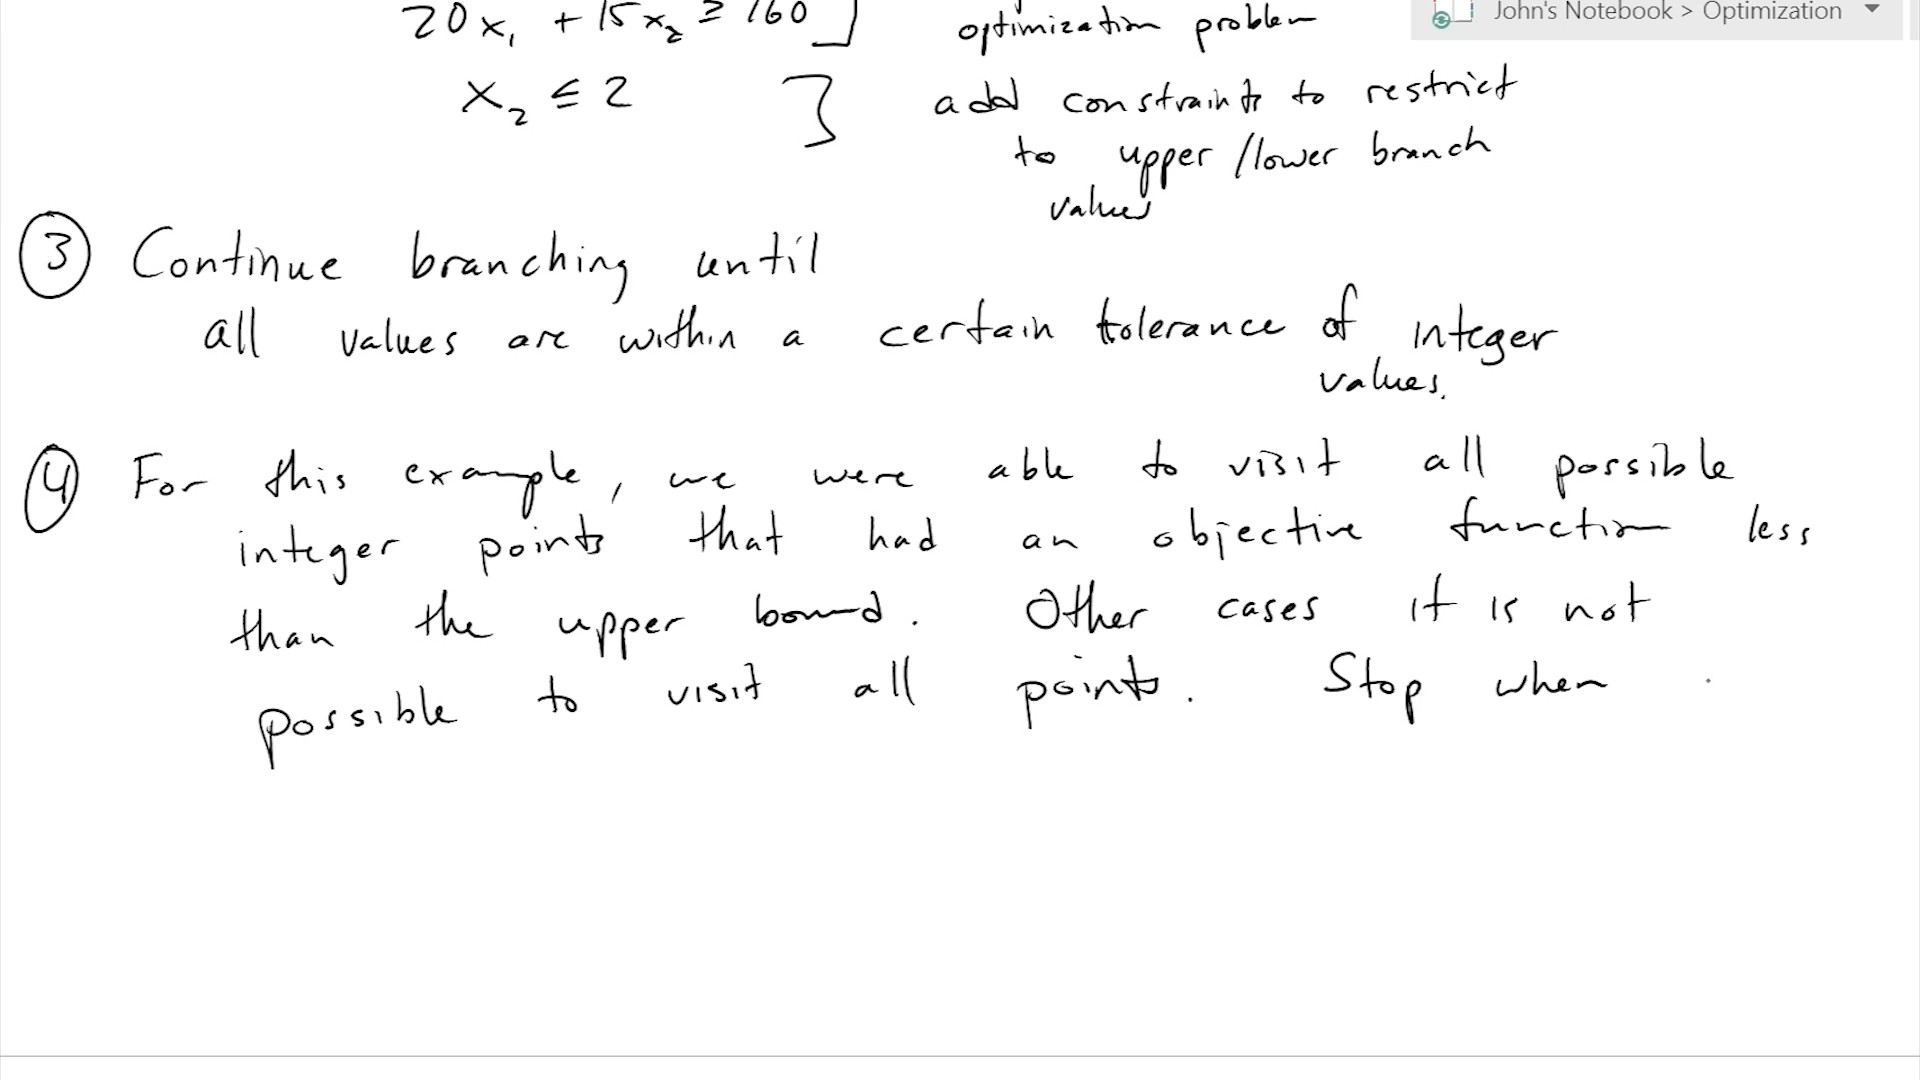 John's Notebook > Optimization
20x₁ + 15x₂ ≥ 160 ] optimization problem
x₂ ≤ 2 } add constraints to restrict
to upper/lower branch
values
③ Continue branching until
all values are within a certain tolerance of integer
values.
④ For this example, we were able to visit all possible
integer points that had an objective function less
than the upper bound. Other cases it is not
possible to visit all points. Stop when